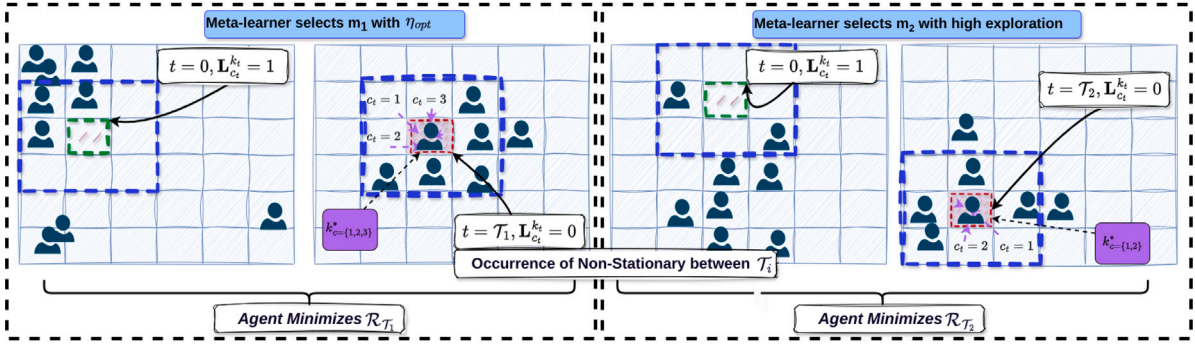 Meta-learner selects m₁ with η_opt
t = 0, L_{c_t}^{k_t} = 1
c_t = 1
c_t = 3
c_t = 2
k^*_{c={1,2,3}}
t = 𝒯₁, L_{c_t}^{k_t} = 0
Agent Minimizes ℛ_{𝒯₁}
Occurrence of Non-Stationary between 𝒯_i
Meta-learner selects m₂ with high exploration
t = 0, L_{c_t}^{k_t} = 1
t = 𝒯₂, L_{c_t}^{k_t} = 0
c_t = 2
c_t = 1
k^*_{c={1,2}}
Agent Minimizes ℛ_{𝒯₂}